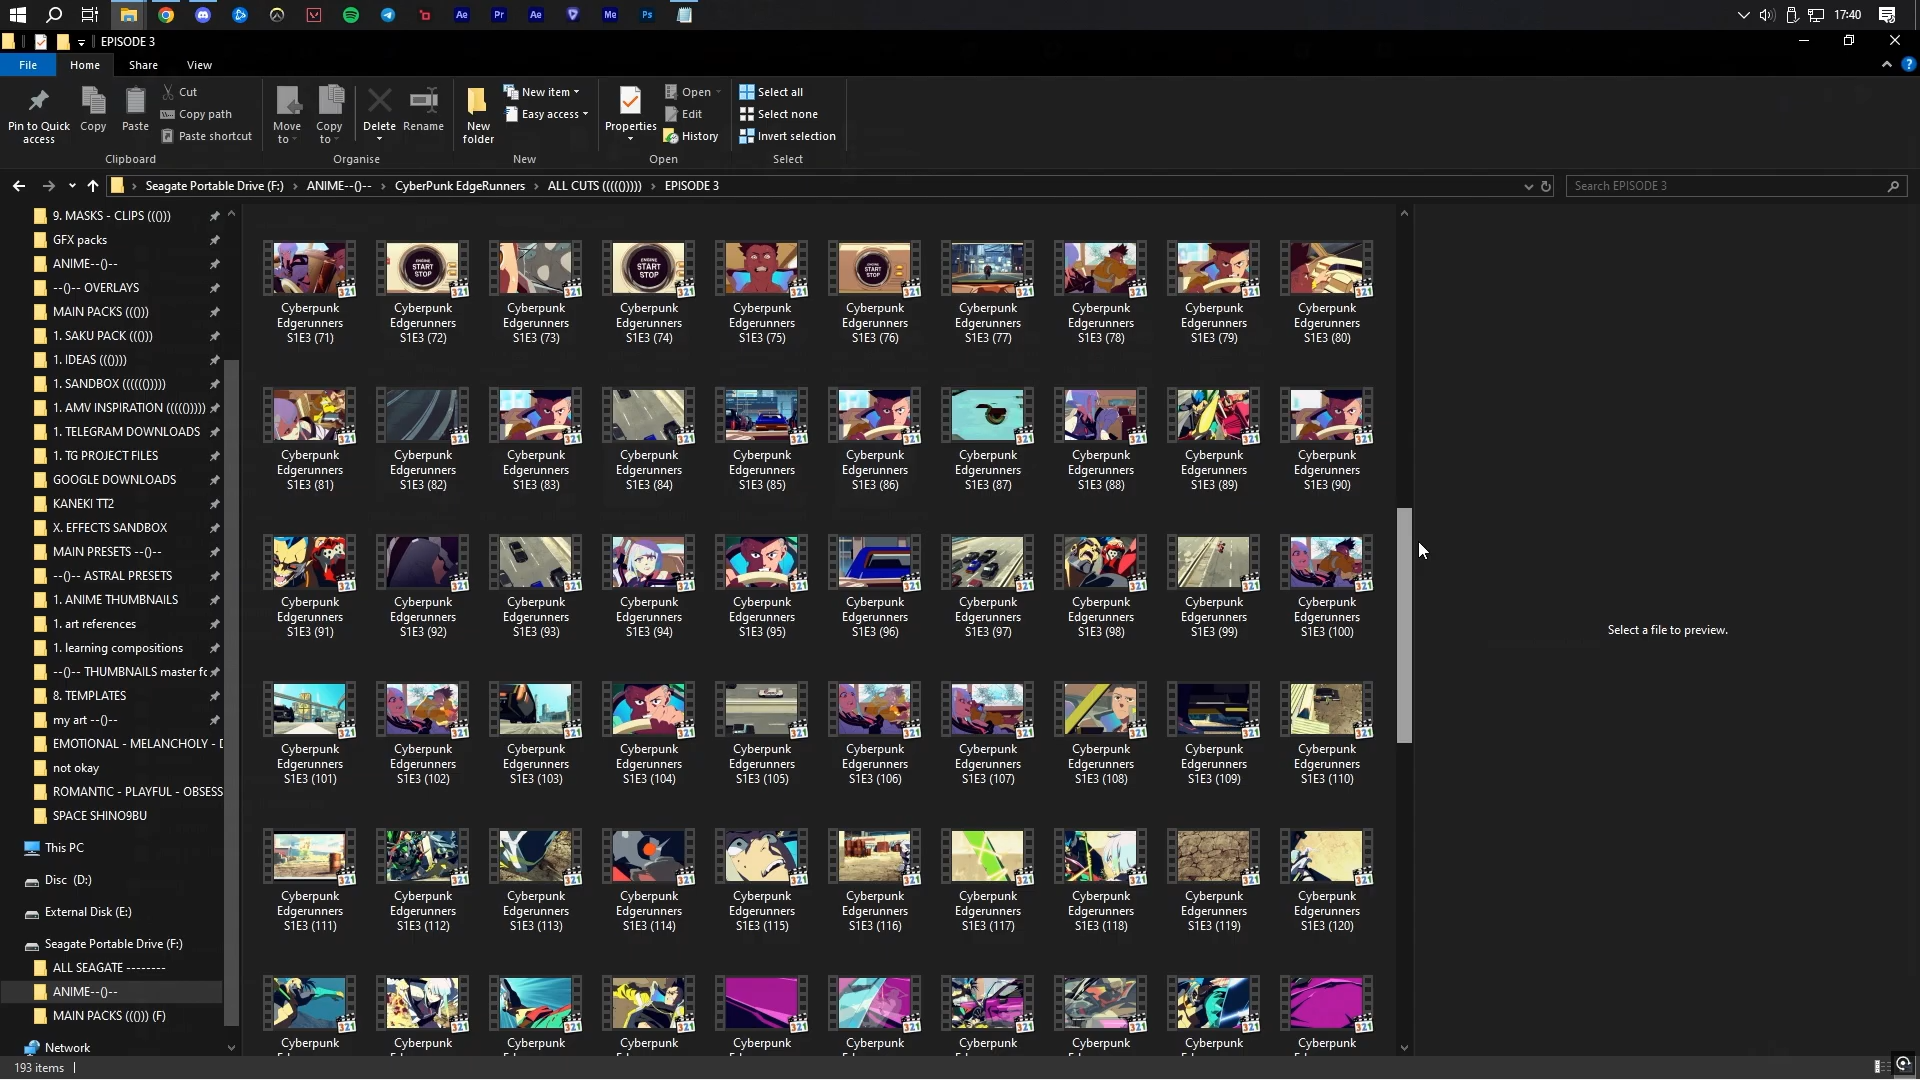 Ae
Pr
Ae
Me
Ps
17:40
EPISODE 3
File
Home
Share
View
Pin to Quick
access
Copy
Paste
Cut
Copy path
Paste shortcut
Clipboard
Move
to
Copy
to
Delete
Rename
Organise
New
folder
New item
Easy access
New
Properties
Open
Edit
History
Open
Select all
Select none
Invert selection
Select
Seagate Portable Drive (F:) › ANIME--()-- › CyberPunk EdgeRunners › ALL CUTS ((((())))) › EPISODE 3
Search EPISODE 3
9. MASKS - CLIPS ((()))
GFX packs
ANIME--()--
--()-- OVERLAYS
MAIN PACKS ((()))
1. SAKU PACK ((()))
1. IDEAS (((())))
1. SANDBOX (((((()))))
1. AMV INSPIRATION ((((()))))
1. TELEGRAM DOWNLOADS
1. TG PROJECT FILES
GOOGLE DOWNLOADS
KANEKI TT2
X. EFFECTS SANDBOX
MAIN PRESETS --()--
--()-- ASTRAL PRESETS
1. ANIME THUMBNAILS
1. art references
1. learning compositions
--()-- THUMBNAILS master fc
8. TEMPLATES
my art --()--
EMOTIONAL - MELANCHOLY - D
not okay
ROMANTIC - PLAYFUL - OBSESS
SPACE SHINO9BU
This PC
Disc (D:)
External Disk (E:)
Seagate Portable Drive (F:)
ALL SEAGATE --------
ANIME--()--
MAIN PACKS ((())) (F)
Network
ENGINE
START
STOP
ENGINE
START
STOP
ENGINE
START
STOP
Cyberpunk Cyberpunk Cyberpunk Cyberpunk Cyberpunk Cyberpunk Cyberpunk Cyberpunk Cyberpunk Cyberpunk
Edgerunners Edgerunners Edgerunners Edgerunners Edgerunners Edgerunners Edgerunners Edgerunners Edgerunners Edgerunners
S1E3 (71) S1E3 (72) S1E3 (73) S1E3 (74) S1E3 (75) S1E3 (76) S1E3 (77) S1E3 (78) S1E3 (79) S1E3 (80)
Cyberpunk Cyberpunk Cyberpunk Cyberpunk Cyberpunk Cyberpunk Cyberpunk Cyberpunk Cyberpunk Cyberpunk
Edgerunners Edgerunners Edgerunners Edgerunners Edgerunners Edgerunners Edgerunners Edgerunners Edgerunners Edgerunners
S1E3 (81) S1E3 (82) S1E3 (83) S1E3 (84) S1E3 (85) S1E3 (86) S1E3 (87) S1E3 (88) S1E3 (89) S1E3 (90)
Cyberpunk Cyberpunk Cyberpunk Cyberpunk Cyberpunk Cyberpunk Cyberpunk Cyberpunk Cyberpunk Cyberpunk
Edgerunners Edgerunners Edgerunners Edgerunners Edgerunners Edgerunners Edgerunners Edgerunners Edgerunners Edgerunners
S1E3 (91) S1E3 (92) S1E3 (93) S1E3 (94) S1E3 (95) S1E3 (96) S1E3 (97) S1E3 (98) S1E3 (99) S1E3 (100)
Cyberpunk Cyberpunk Cyberpunk Cyberpunk Cyberpunk Cyberpunk Cyberpunk Cyberpunk Cyberpunk Cyberpunk
Edgerunners Edgerunners Edgerunners Edgerunners Edgerunners Edgerunners Edgerunners Edgerunners Edgerunners Edgerunners
S1E3 (101) S1E3 (102) S1E3 (103) S1E3 (104) S1E3 (105) S1E3 (106) S1E3 (107) S1E3 (108) S1E3 (109) S1E3 (110)
Cyberpunk Cyberpunk Cyberpunk Cyberpunk Cyberpunk Cyberpunk Cyberpunk Cyberpunk Cyberpunk Cyberpunk
Edgerunners Edgerunners Edgerunners Edgerunners Edgerunners Edgerunners Edgerunners Edgerunners Edgerunners Edgerunners
S1E3 (111) S1E3 (112) S1E3 (113) S1E3 (114) S1E3 (115) S1E3 (116) S1E3 (117) S1E3 (118) S1E3 (119) S1E3 (120)
Cyberpunk Cyberpunk Cyberpunk Cyberpunk Cyberpunk Cyberpunk Cyberpunk Cyberpunk Cyberpunk Cyberpunk
Select a file to preview.
193 items